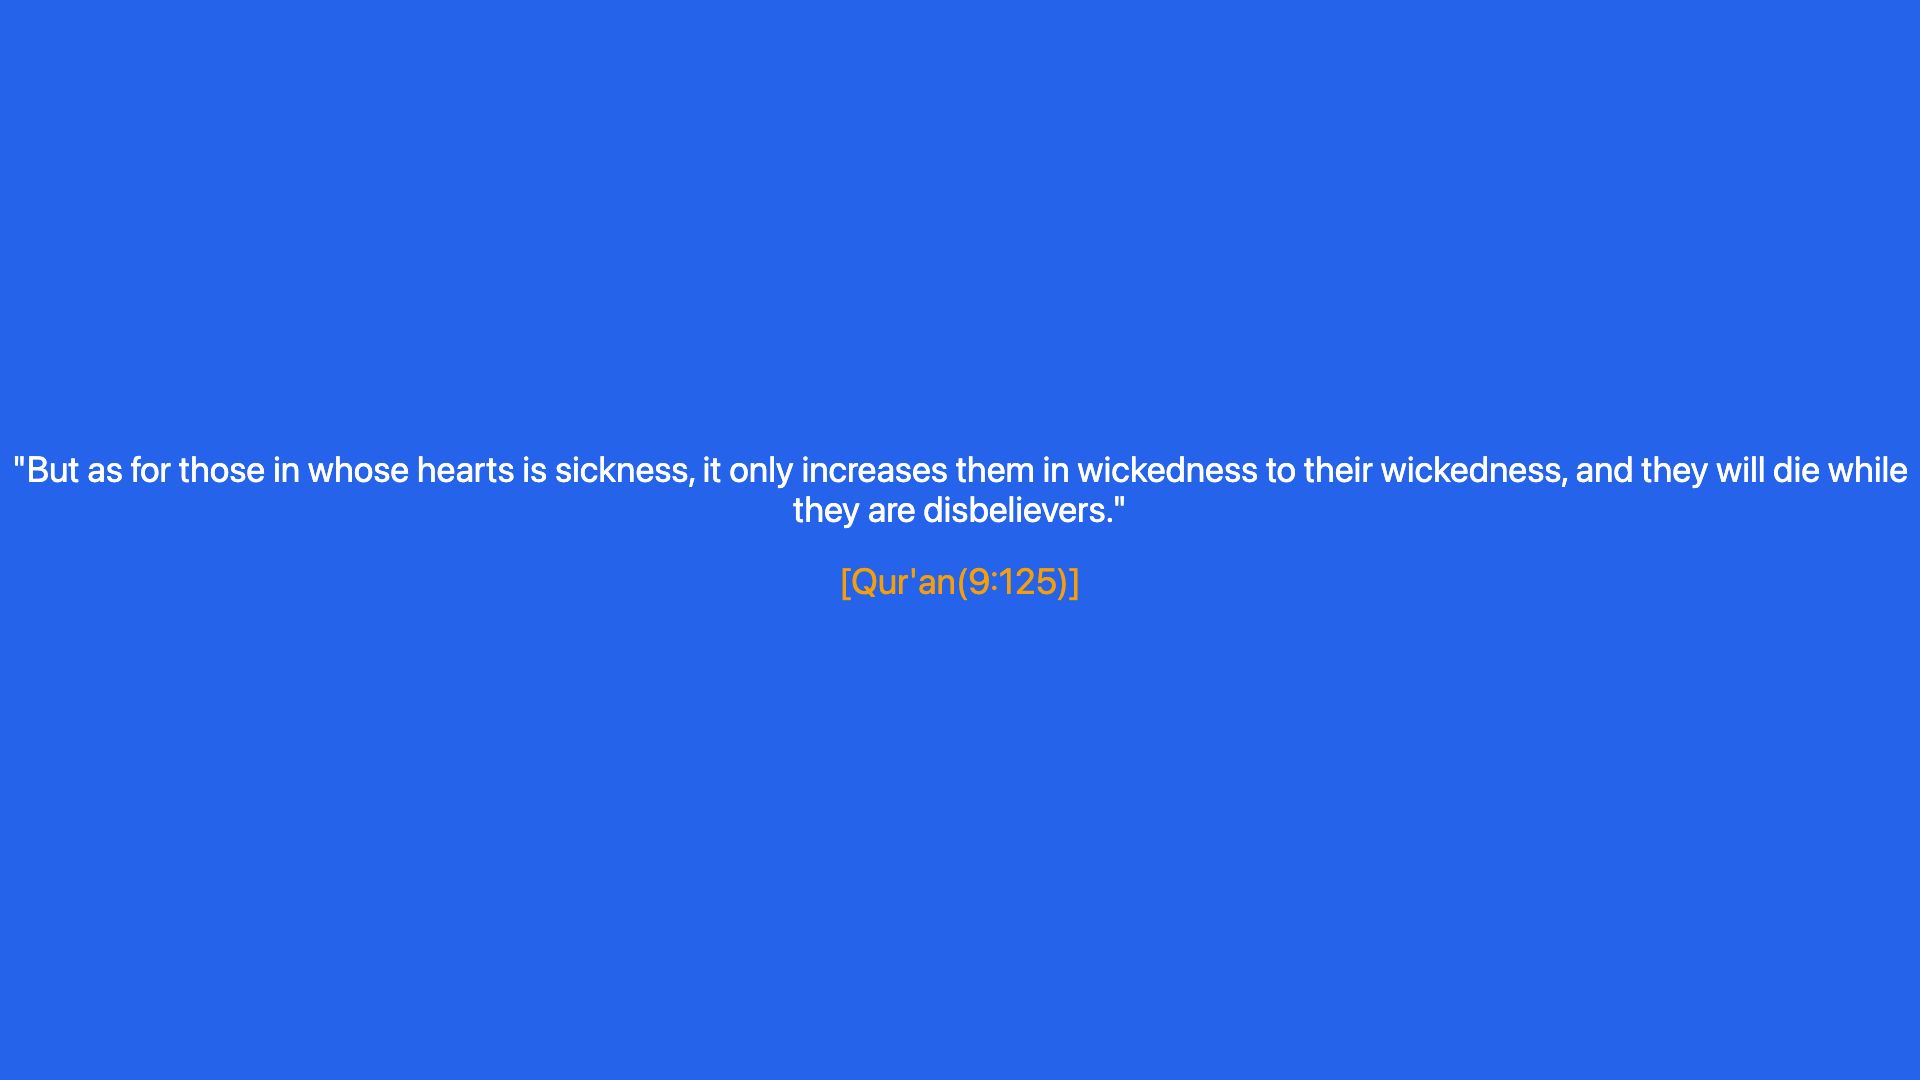 "But as for those in whose hearts is sickness, it only increases them in wickedness to their wickedness, and they will die while
they are disbelievers."
[Qur'an(9:125)]